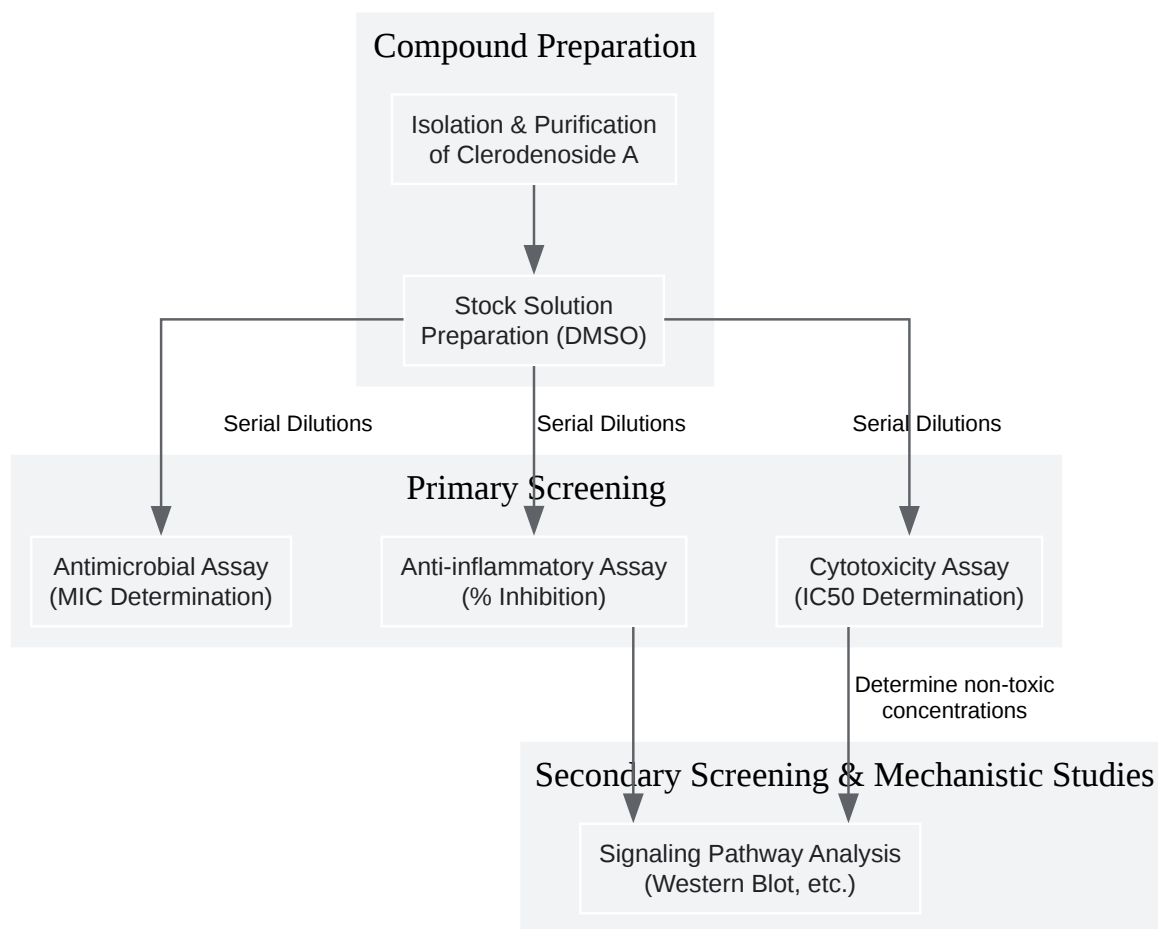 Compound Preparation
Isolation & Purification
of Clerodenoside A
Stock Solution
Preparation (DMSO)
Serial Dilutions
Serial Dilutions
Serial Dilutions
Primary Screening
Antimicrobial Assay
(MIC Determination)
Anti-inflammatory Assay
(% Inhibition)
Cytotoxicity Assay
(IC50 Determination)
Determine non-toxic
concentrations
Secondary Screening & Mechanistic Studies
Signaling Pathway Analysis
(Western Blot, etc.)